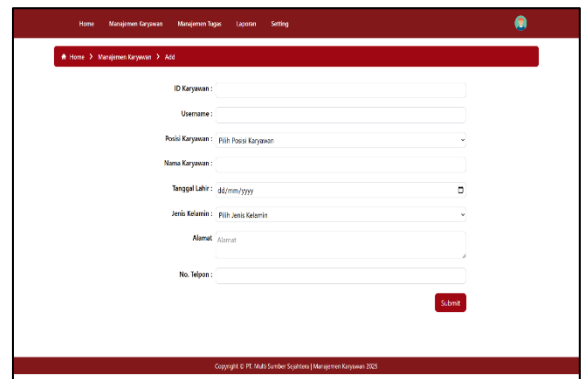 Home Manajemen Karyawan Manajemen Tugas Laporan Setting
Home > Manajemen Karyawan > Add
ID Karyawan :
Username :
Posisi Karyawan : Pilih Posisi Karyawan
Nama Karyawan :
Tanggal Lahir : dd/mm/yyyy
Jenis Kelamin : Pilih Jenis Kelamin
Alamat Alamat
No. Telpon :
Submit
Copyright © PT. Multi Sumber Sejahtera | Manajemen Karyawan 2025